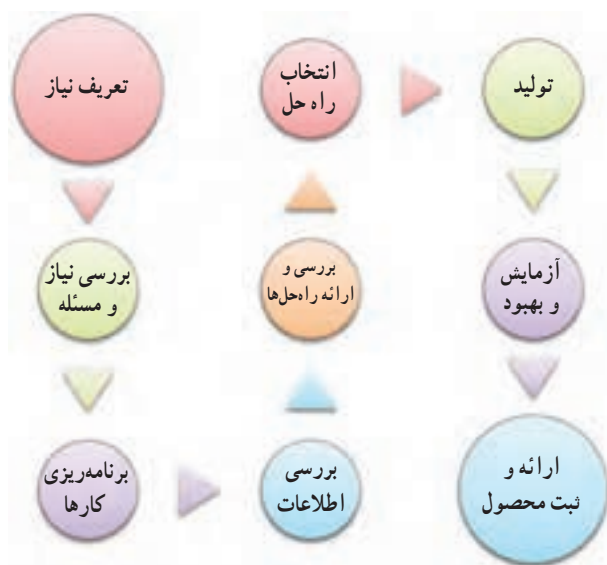 تعریف نیاز
بررسی نیاز
و مسئله
برنامه‌ریزی
کارها
بررسی
اطلاعات
بررسی و
ارائه راه‌حل‌ها
انتخاب
راه حل
تولید
آزمایش
و بهبود
ارائه و
ثبت محصول